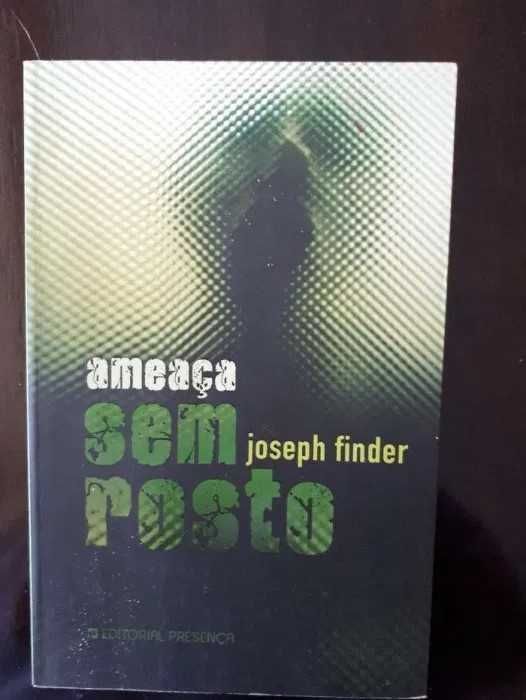 ameaça
sem
joseph finder
rosto
EDITORIAL PRESENÇA